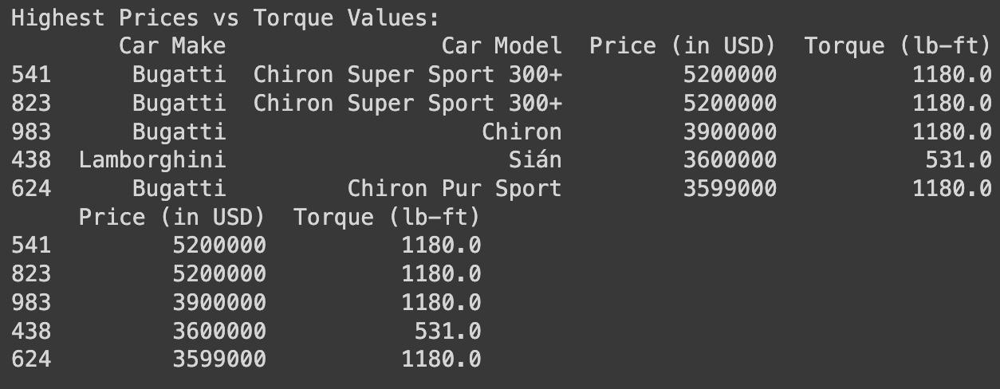 Highest Prices vs Torque Values:
Car Make Car Model Price (in USD) Torque (lb-ft)
541 Bugatti Chiron Super Sport 300+ 5200000 1180.0
823 Bugatti Chiron Super Sport 300+ 5200000 1180.0
983 Bugatti Chiron 3900000 1180.0
438 Lamborghini Sián 3600000 531.0
624 Bugatti Chiron Pur Sport 3599000 1180.0
Price (in USD) Torque (lb-ft)
541 5200000 1180.0
823 5200000 1180.0
983 3900000 1180.0
438 3600000 531.0
624 3599000 1180.0